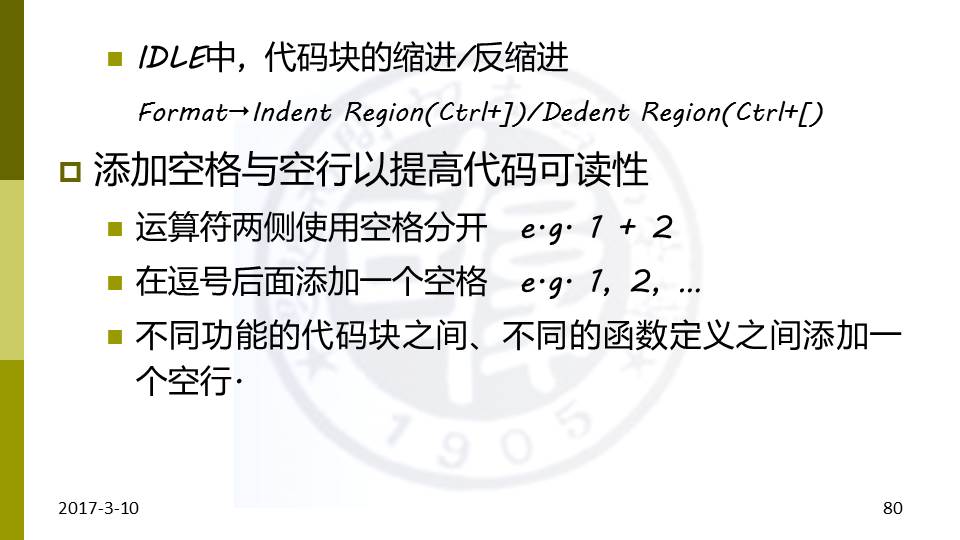 IDLE中，代码块的缩进/反缩进
Format→Indent Region(Ctrl+])/Dedent Region(Ctrl+[)
添加空格与空行以提高代码可读性
运算符两侧使用空格分开 e.g. 1 + 2
在逗号后面添加一个空格 e.g. 1, 2, …
不同功能的代码块之间、不同的函数定义之间添加一
个空行.
1905
2017-3-10
80